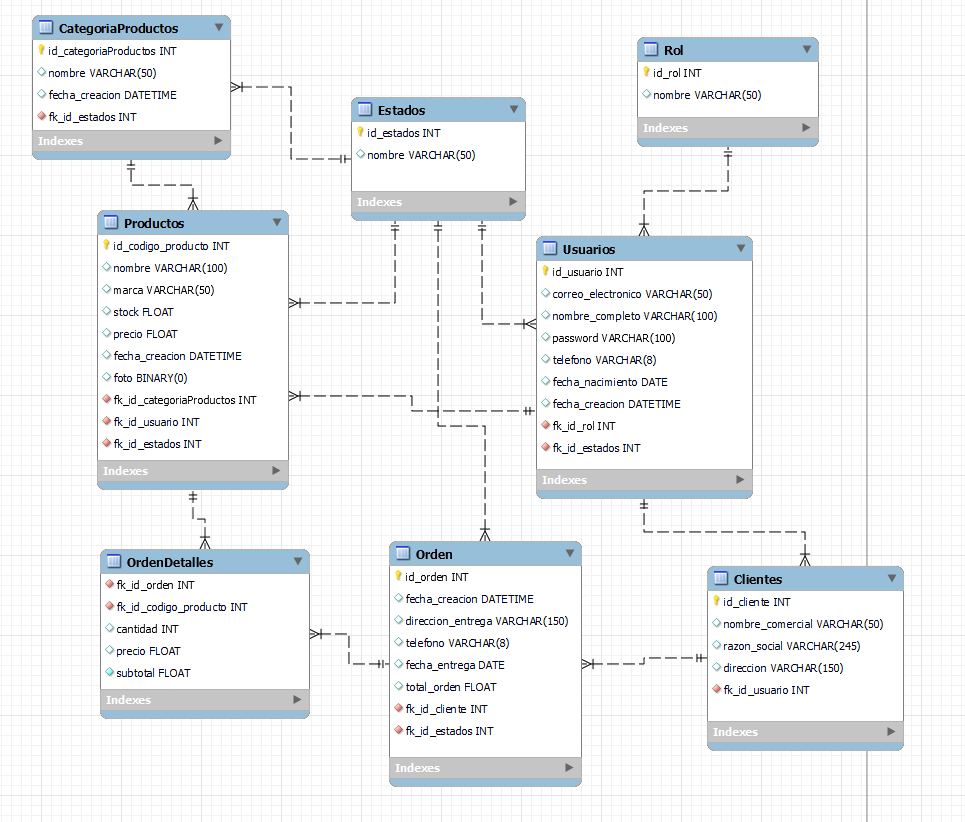 CategoriaProductos
id_categoriaProductos INT
nombre VARCHAR(50)
fecha_creacion DATETIME
fk_id_estados INT
Indexes
Estados
id_estados INT
nombre VARCHAR(50)
Indexes
Rol
id_rol INT
nombre VARCHAR(50)
Indexes
Productos
id_codigo_producto INT
nombre VARCHAR(100)
marca VARCHAR(50)
stock FLOAT
precio FLOAT
fecha_creacion DATETIME
foto BINARY(0)
fk_id_categoriaProductos INT
fk_id_usuario INT
fk_id_estados INT
Indexes
Usuarios
id_usuario INT
correo_electronico VARCHAR(50)
nombre_completo VARCHAR(100)
password VARCHAR(100)
telefono VARCHAR(8)
fecha_nacimiento DATE
fecha_creacion DATETIME
fk_id_rol INT
fk_id_estados INT
Indexes
OrdenDetalles
fk_id_orden INT
fk_id_codigo_producto INT
cantidad INT
precio FLOAT
subtotal FLOAT
Indexes
Orden
id_orden INT
fecha_creacion DATETIME
direccion_entrega VARCHAR(150)
telefono VARCHAR(8)
fecha_entrega DATE
total_orden FLOAT
fk_id_cliente INT
fk_id_estados INT
Indexes
Clientes
id_cliente INT
nombre_comercial VARCHAR(50)
razon_social VARCHAR(245)
direccion VARCHAR(150)
fk_id_usuario INT
Indexes